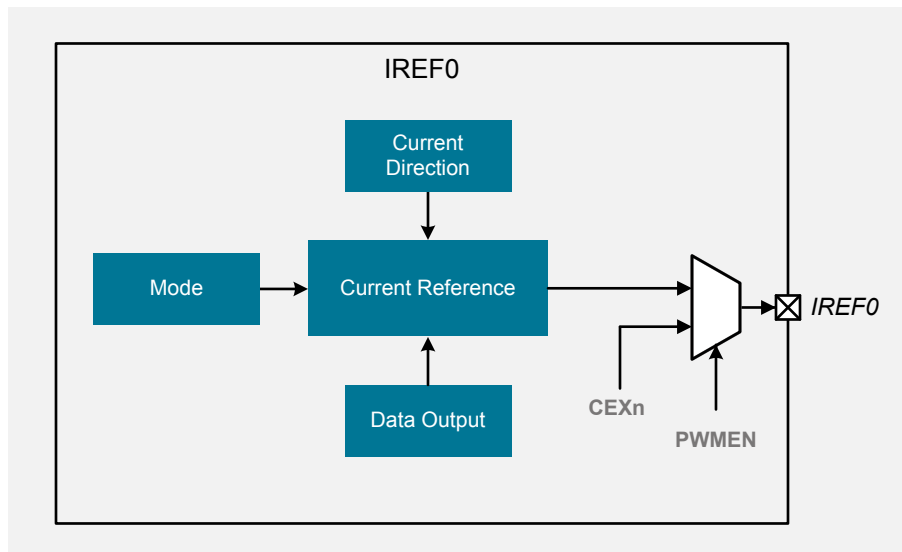 IREF0
Current
Direction
Mode
Current Reference
IREF0
Data Output
CEXn
PWMEN